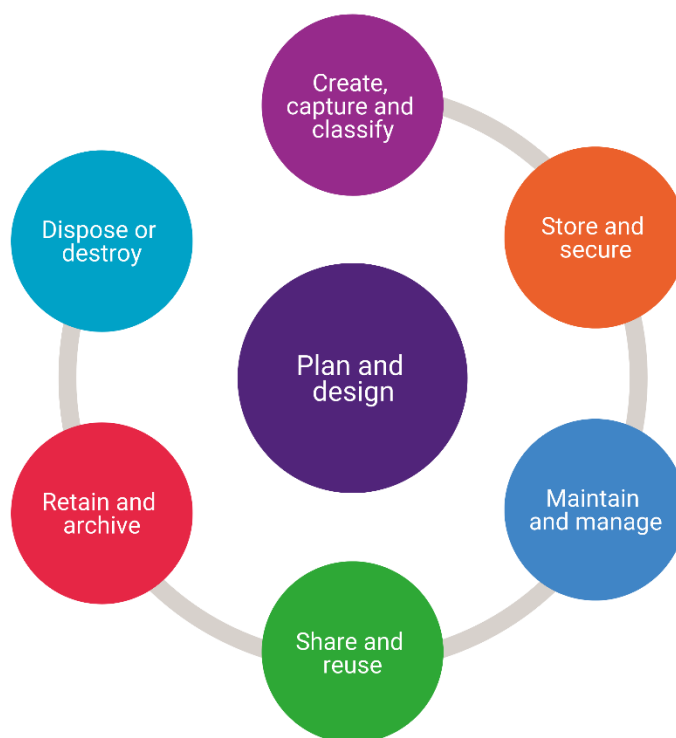 Create,
capture and
classify
Store and
secure
Maintain
and manage
Share and
reuse
Retain and
archive
Dispose or
destroy
Plan and
design